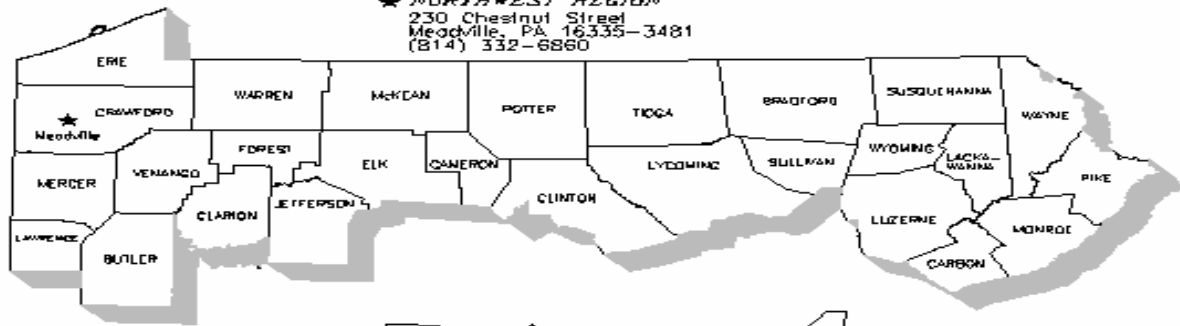 ★ NORTHWEST REGION
230 Chestnut Street
Meadville, PA 16335-3481
(814) 332-6860
ERIE
CRAWFORD
Meadville
WARREN
McKEAN
POTTER
TIOGA
BRADFORD
SUSQUEHANNA
WAYNE
MERCER
VENANGO
FOREST
ELK
CAMERON
LYCOMING
SULLIVAN
WYOMING
LACKA-
WANNA
PIKE
CLARION
JEFFERSON
CLINTON
LUZERNE
MONROE
LAWRENCE
BUTLER
CARBON